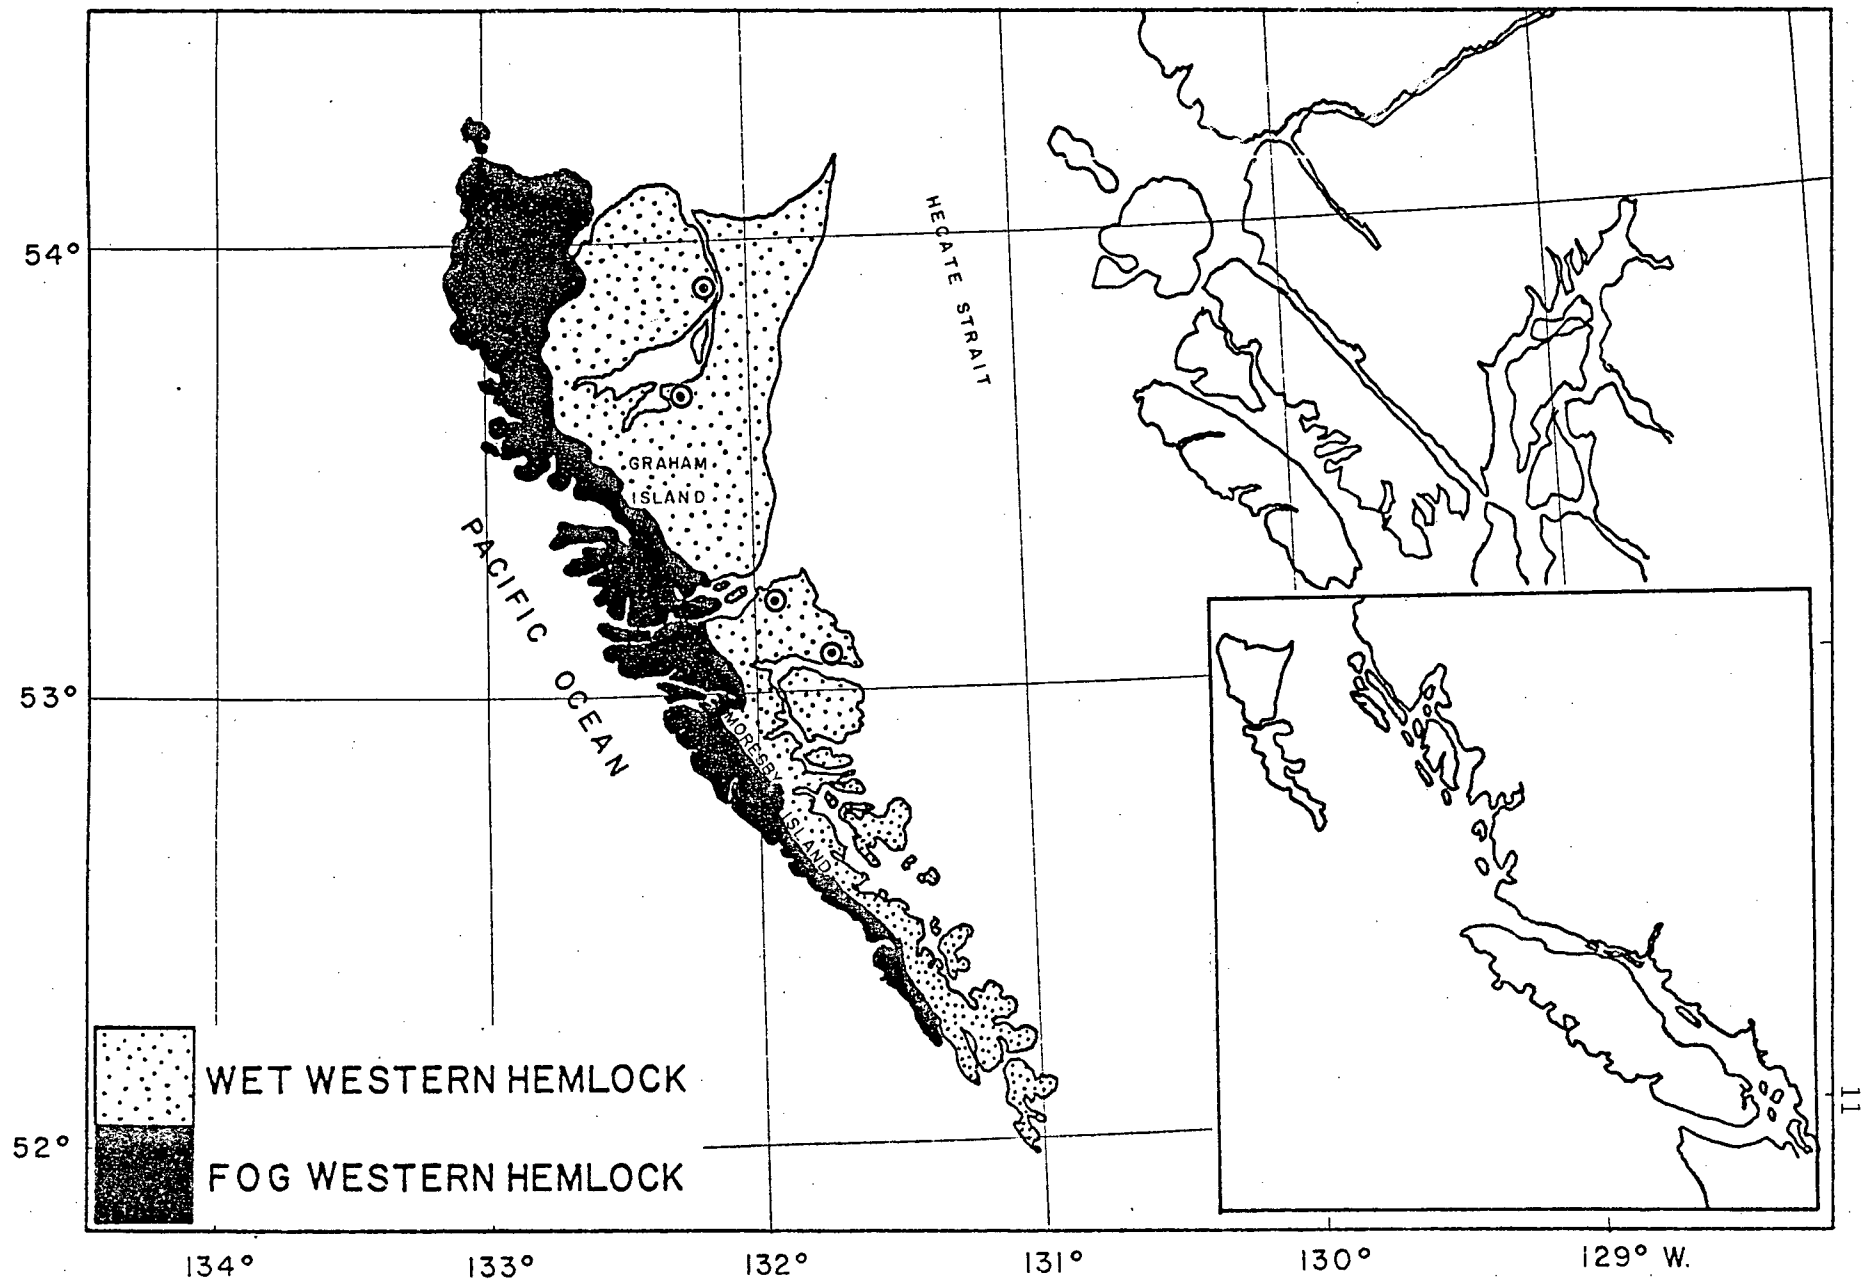 54°
53°
52°
HECATE STRAIT
GRAHAM
ISLAND
PACIFIC OCEAN
MORESBY ISLAND
WET WESTERN HEMLOCK
FOG WESTERN HEMLOCK
134°
133°
132°
131°
130°
129° W.
11